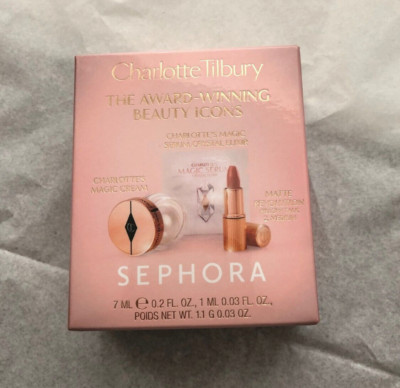 Charlotte Tilbury
THE AWARD-WINNING
BEAUTY ICONS
CHARLOTTE'S MAGIC
SERUM CRYSTAL ELIXIR
CHARLOTTE'S
MAGIC CREAM
MAGIC SERUM
MATTE
REVOLUTION
SEPHORA
7 ML ℮ 0.2 FL. OZ., 1 ML 0.03 FL. OZ.,
POIDS NET WT. 1.1 G 0.03 OZ.